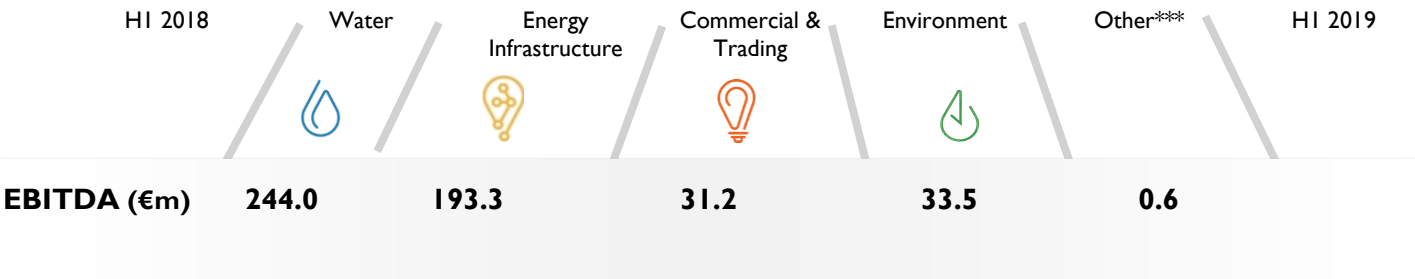 H1 2018 Water Energy Commercial & Environment Other*** H1 2019
Infrastructure Trading
EBITDA (€m) 244.0 193.3 31.2 33.5 0.6